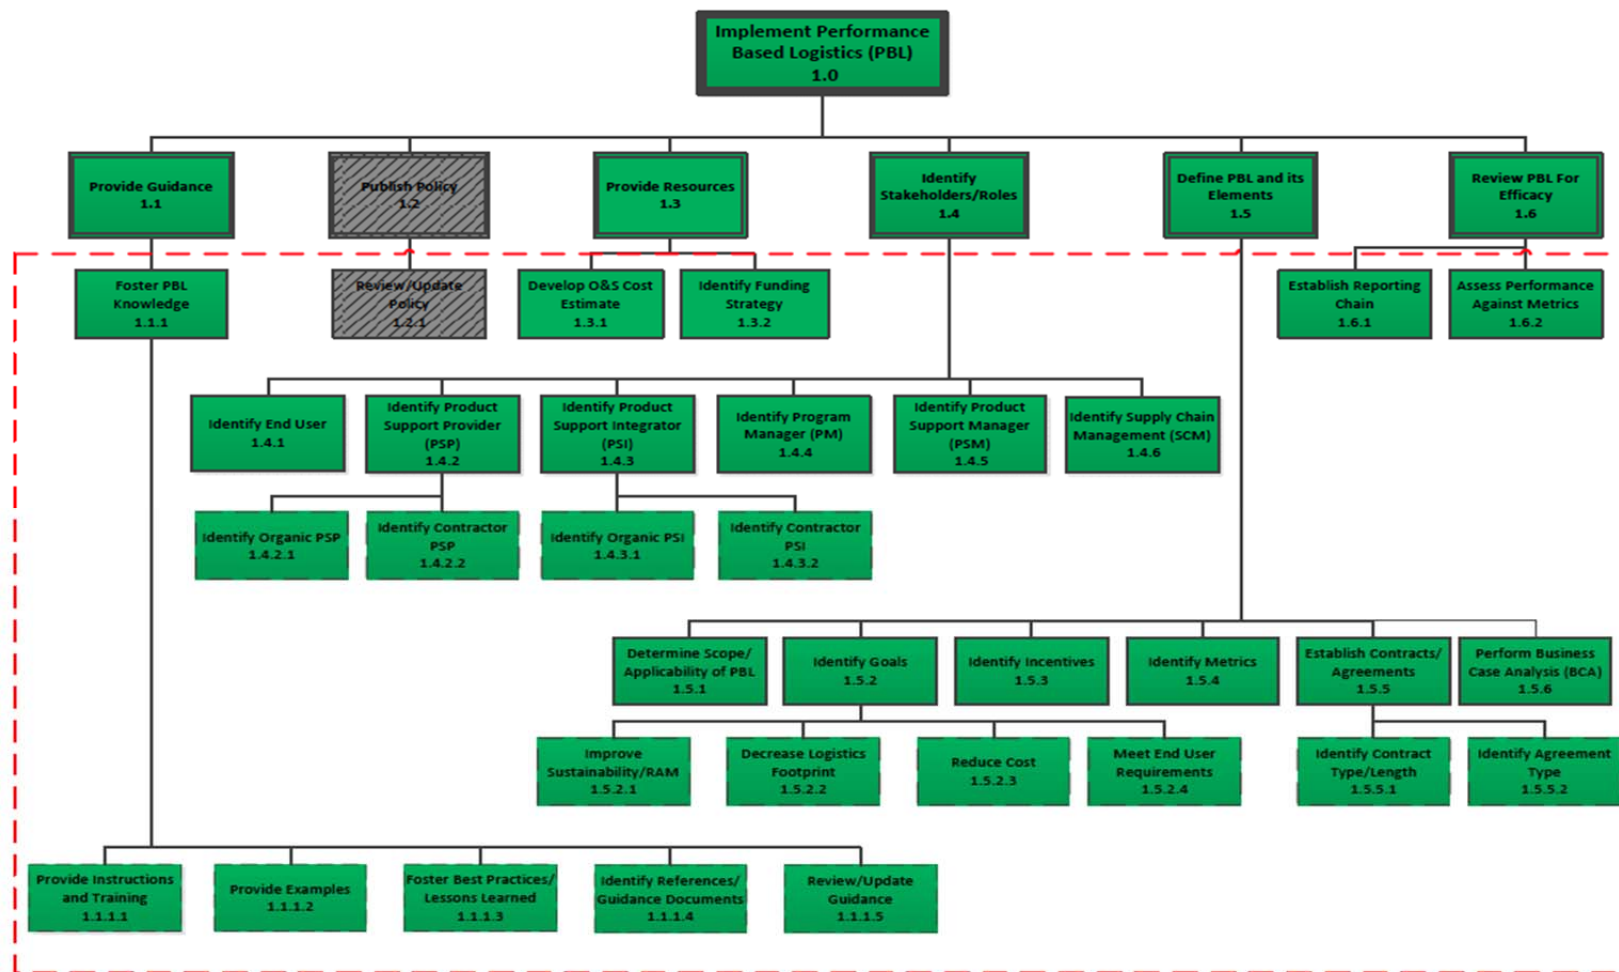 Implement Performance
Based Logistics (PBL)
1.0
Provide Guidance
1.1
Publish Policy
1.2
Provide Resources
1.3
Identify
Stakeholders/Roles
1.4
Define PBL and its
Elements
1.5
Review PBL For
Efficacy
1.6
Foster PBL
Knowledge
1.1.1
Review/Update
Policy
1.2.1
Develop O&S Cost
Estimate
1.3.1
Identify Funding
Strategy
1.3.2
Establish Reporting
Chain
1.6.1
Assess Performance
Against Metrics
1.6.2
Identify End User
1.4.1
Identify Product
Support Provider
(PSP)
1.4.2
Identify Product
Support Integrator
(PSI)
1.4.3
Identify Program
Manager (PM)
1.4.4
Identify Product
Support Manager
(PSM)
1.4.5
Identify Supply Chain
Management (SCM)
1.4.6
Identify Organic PSP
1.4.2.1
Identify Contractor
PSP
1.4.2.2
Identify Organic PSI
1.4.3.1
Identify Contractor
PSI
1.4.3.2
Determine Scope/
Applicability of PBL
1.5.1
Identify Goals
1.5.2
Identify Incentives
1.5.3
Identify Metrics
1.5.4
Establish Contracts/
Agreements
1.5.5
Perform Business
Case Analysis (BCA)
1.5.6
Improve
Sustainability/RAM
1.5.2.1
Decrease Logistics
Footprint
1.5.2.2
Reduce Cost
1.5.2.3
Meet End User
Requirements
1.5.2.4
Identify Contract
Type/Length
1.5.5.1
Identify Agreement
Type
1.5.5.2
Provide Instructions
and Training
1.1.1.1
Provide Examples
1.1.1.2
Foster Best Practices/
Lessons Learned
1.1.1.3
Identify References/
Guidance Documents
1.1.1.4
Review/Update
Guidance
1.1.1.5